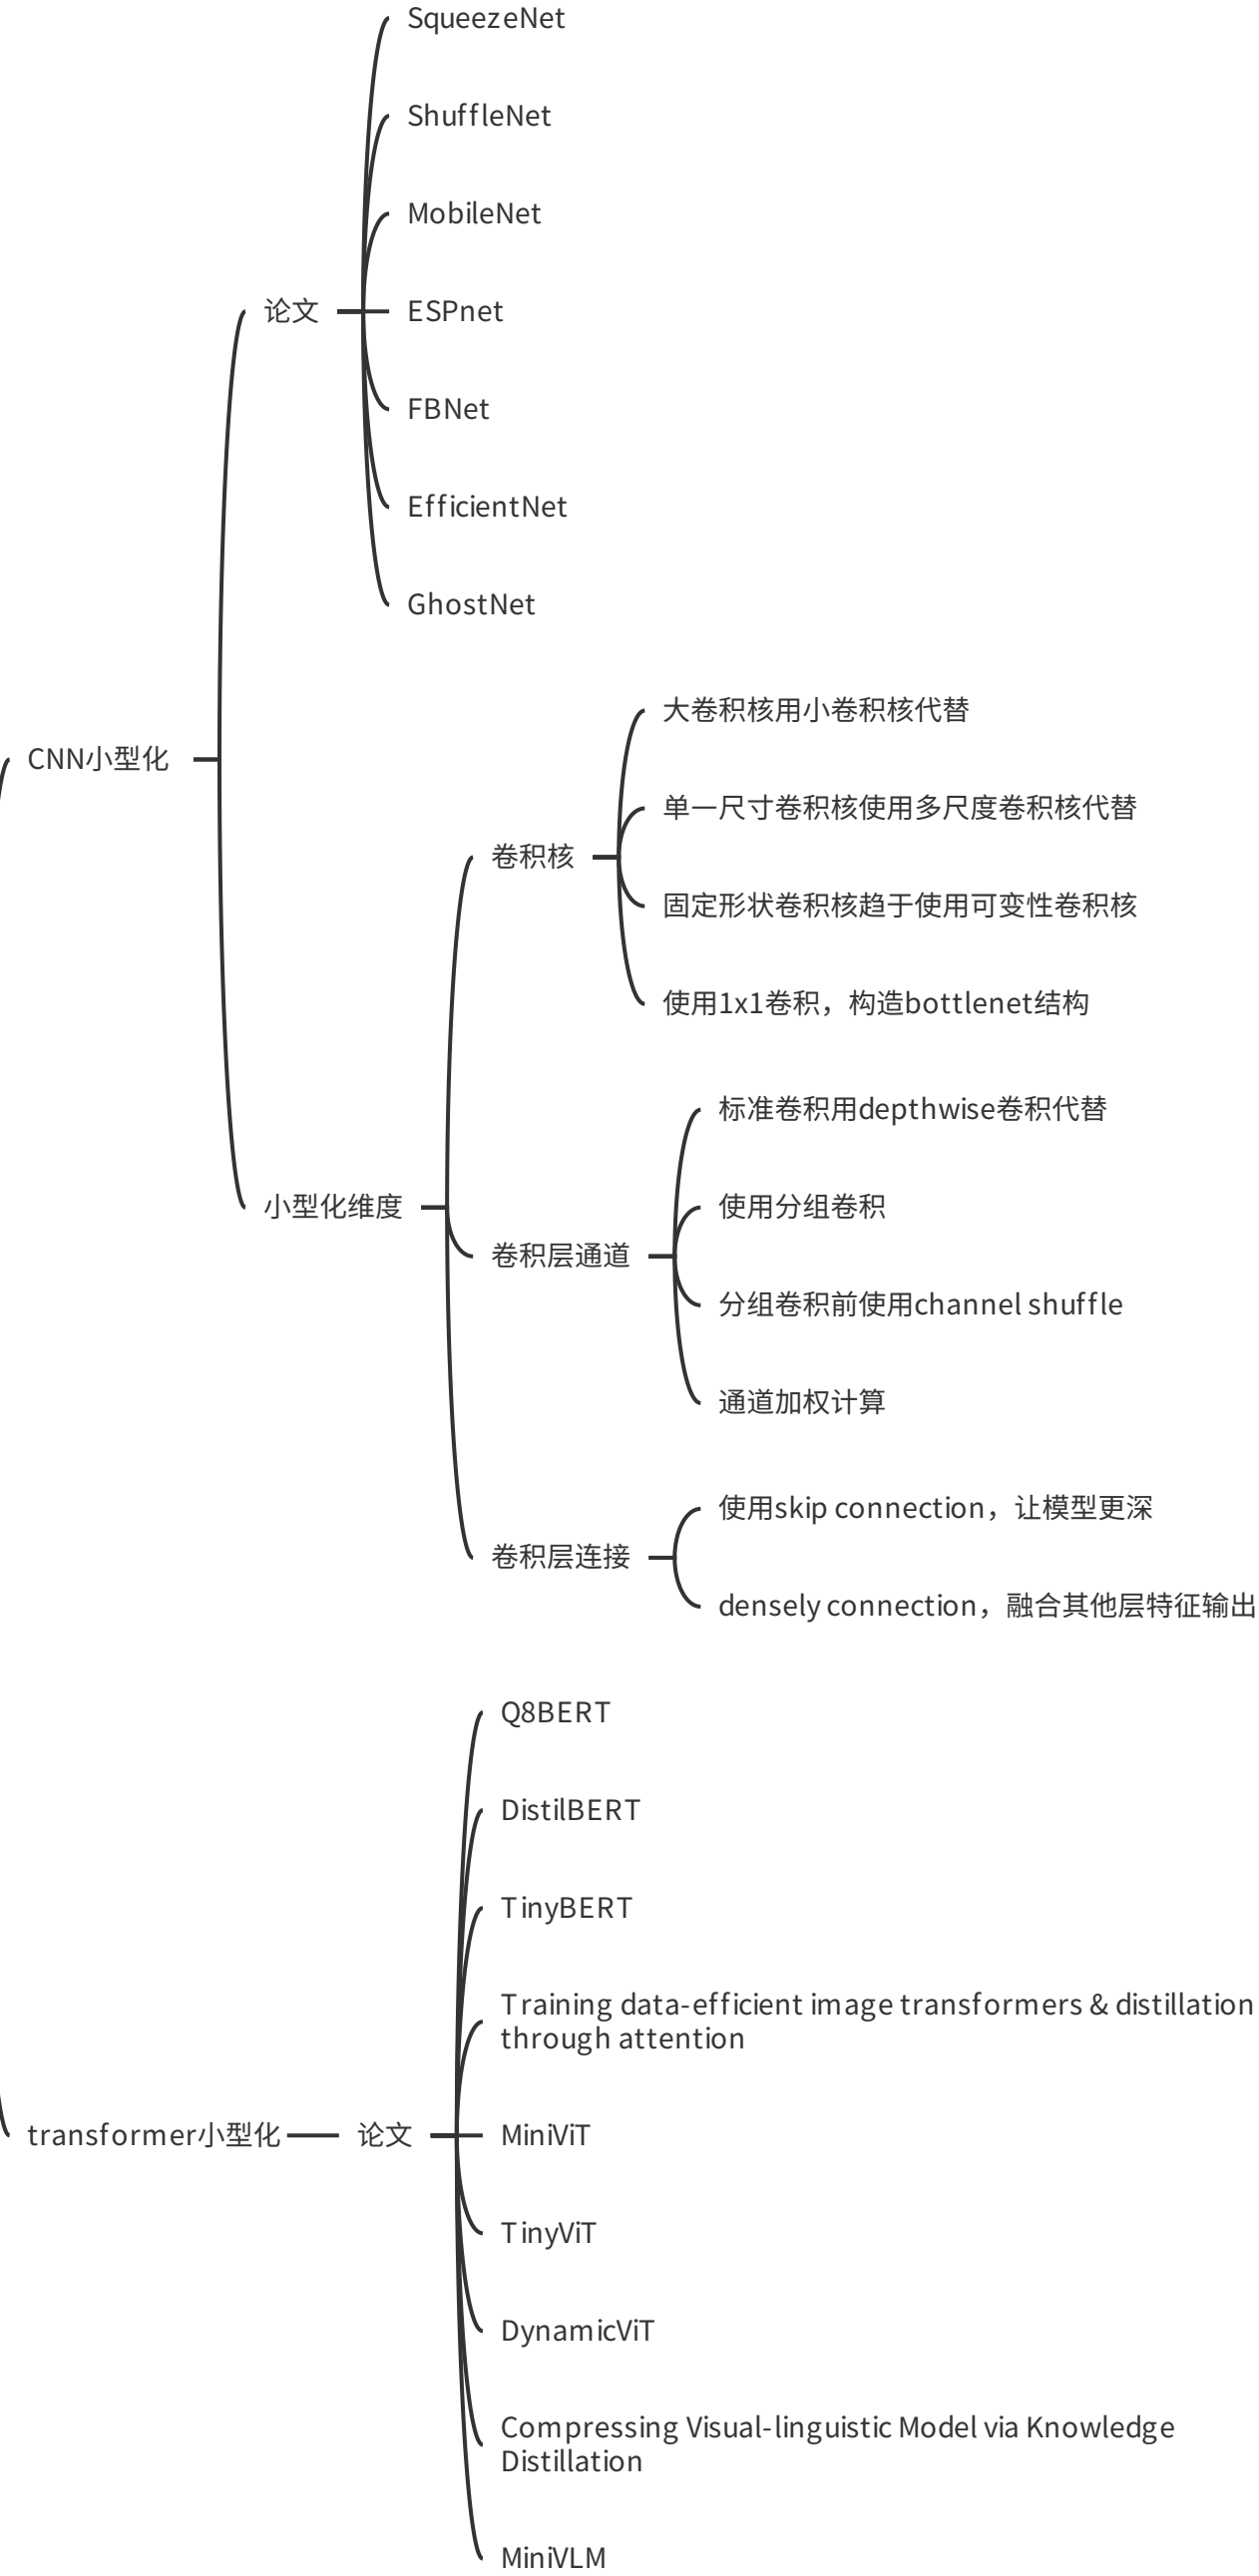 CNN小型化
论文
SqueezeNet
ShuffleNet
MobileNet
ESPnet
FBNet
EfficientNet
GhostNet
小型化维度
卷积核
大卷积核用小卷积核代替
单一尺寸卷积核使用多尺度卷积核代替
固定形状卷积核趋于使用可变性卷积核
使用1x1卷积，构造bottlenet结构
卷积层通道
标准卷积用depthwise卷积代替
使用分组卷积
分组卷积前使用channel shuffle
通道加权计算
卷积层连接
使用skip connection，让模型更深
densely connection，融合其他层特征输出
transformer小型化
论文
Q8BERT
DistilBERT
TinyBERT
Training data-efficient image transformers & distillation
through attention
MiniViT
TinyViT
DynamicViT
Compressing Visual-linguistic Model via Knowledge
Distillation
MiniVLM